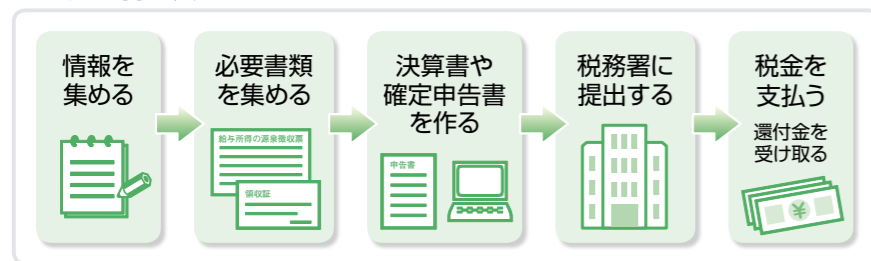 情報を
集める
必要書類
を集める
給与所得の源泉徴収票
領収証
決算書や
確定申告書
を作る
申告書
税務署に
提出する
税金を
支払う
還付金を
受け取る
¥